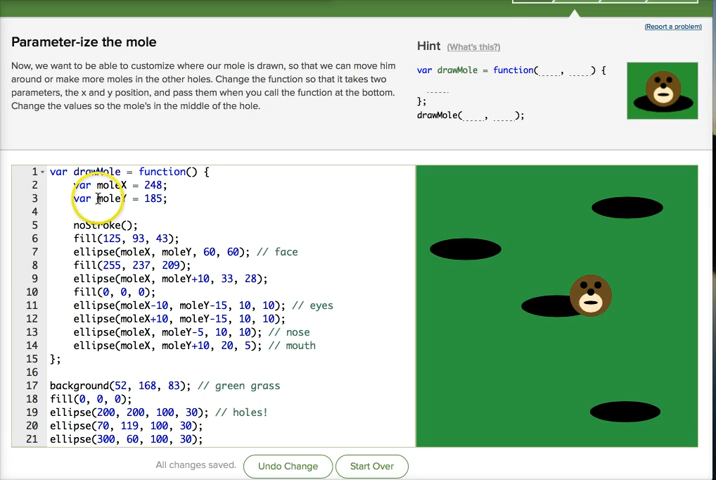 (Report a problem)
Parameter-ize the mole
Now, we want to be able to customize where our mole is drawn, so that we can move him
around or make more moles in the other holes. Change the function so that it takes two
parameters, the x and y position, and pass them when you call the function at the bottom.
Change the values so the mole's in the middle of the hole.
Hint (What's this?)
var drawMole = function(_____, _____) {
_____
};
drawMole(_____, _____);
1 var drawMole = function() {
2 var moleX = 248;
3 var moleY = 185;
4
5 noStroke();
6 fill(125, 93, 43);
7 ellipse(moleX, moleY, 60, 60); // face
8 fill(255, 237, 209);
9 ellipse(moleX, moleY+10, 33, 28);
10 fill(0, 0, 0);
11 ellipse(moleX-10, moleY-15, 10, 10); // eyes
12 ellipse(moleX+10, moleY-15, 10, 10);
13 ellipse(moleX, moleY-5, 10, 10); // nose
14 ellipse(moleX, moleY+10, 20, 5); // mouth
15 };
16
17 background(52, 168, 83); // green grass
18 fill(0, 0, 0);
19 ellipse(200, 200, 100, 30); // holes!
20 ellipse(70, 119, 100, 30);
21 ellipse(300, 60, 100, 30);
All changes saved.
Undo Change
Start Over